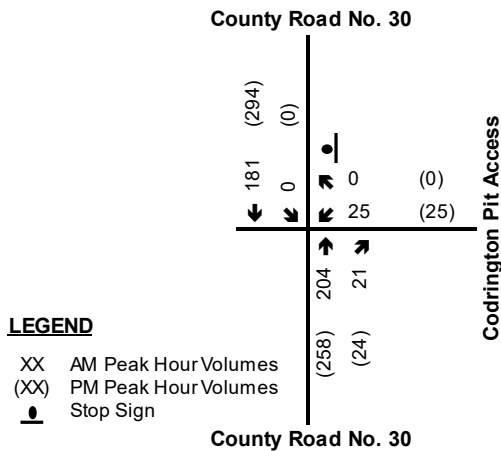 County Road No. 30
181 (294)
0 (0)
0 (0)
25 (25)
204 (258)
21 (24)
Codrington Pit Access
LEGEND
XX AM Peak Hour Volumes
(XX) PM Peak Hour Volumes
Stop Sign
County Road No. 30